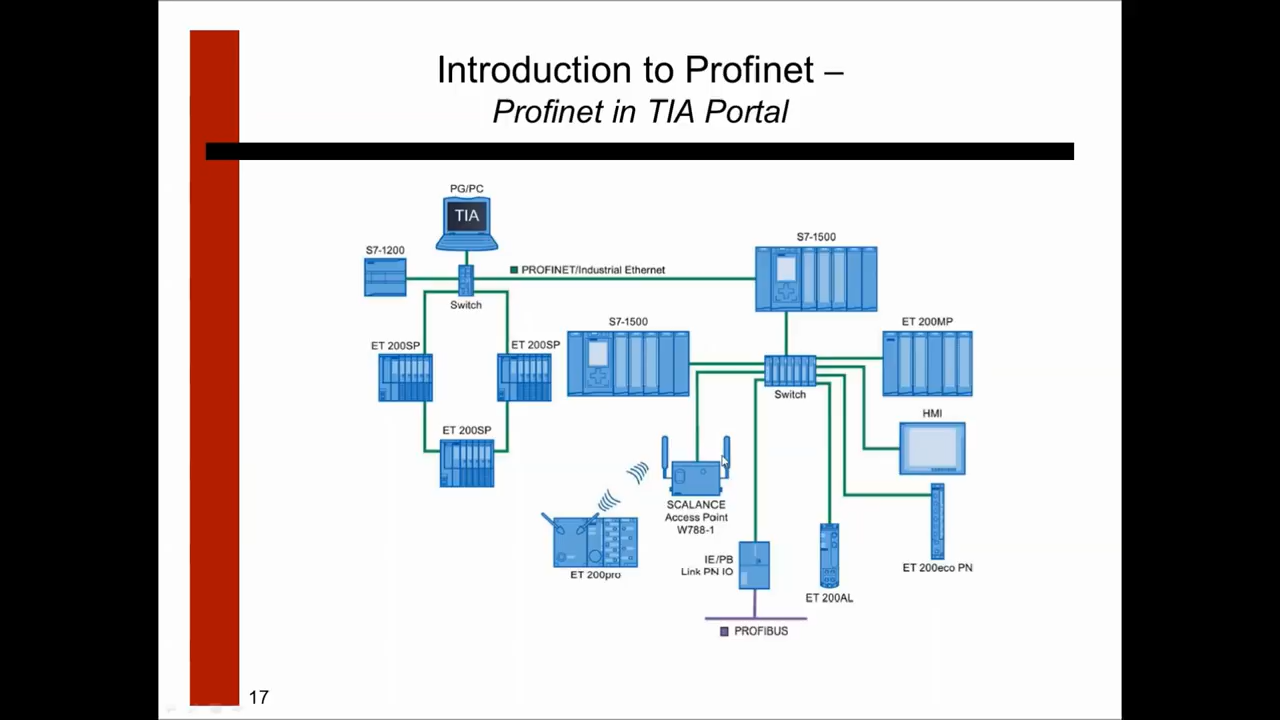 Introduction to Profinet –
Profinet in TIA Portal
PG/PC
TIA
S7-1200
S7-1500
PROFINET/Industrial Ethernet
Switch
S7-1500
ET 200MP
ET 200SP
ET 200SP
Switch
HMI
ET 200SP
SCALANCE
Access Point
W788-1
IE/PB
Link PN IO
ET 200pro
ET 200eco PN
ET 200AL
PROFIBUS
17